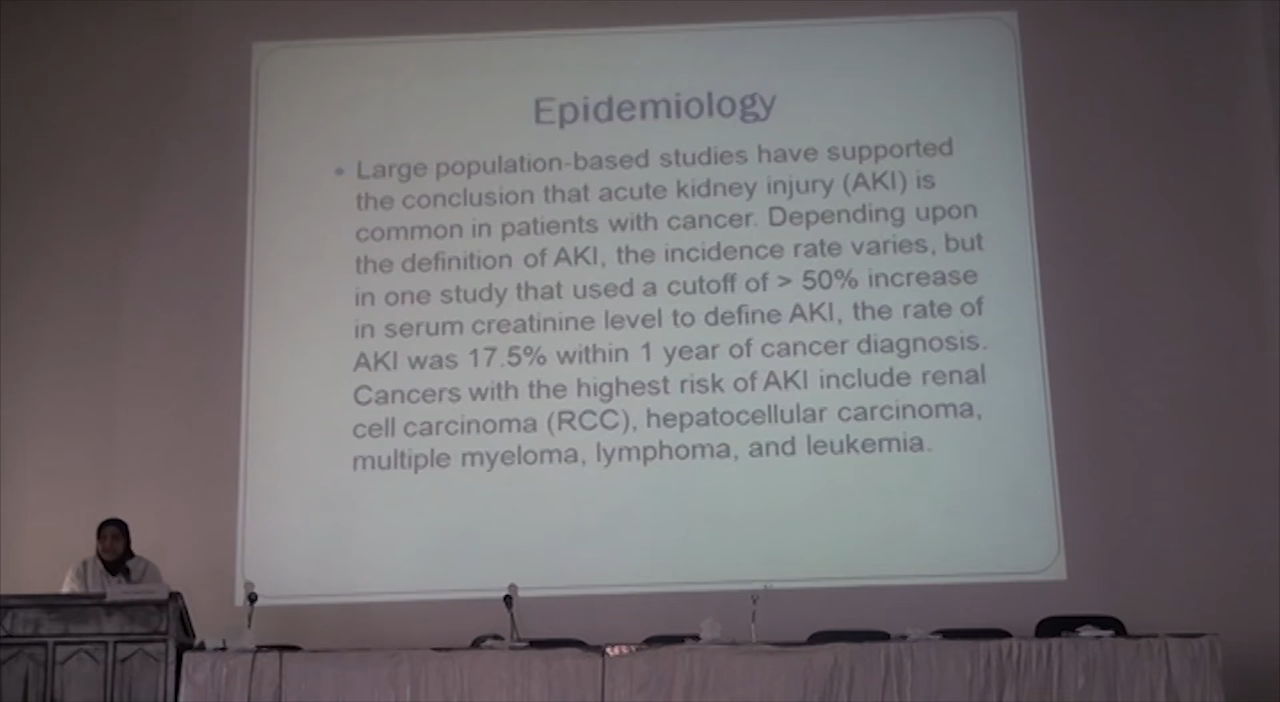 Epidemiology
• Large population-based studies have supported
the conclusion that acute kidney injury (AKI) is
common in patients with cancer. Depending upon
the definition of AKI, the incidence rate varies, but
in one study that used a cutoff of > 50% increase
in serum creatinine level to define AKI, the rate of
AKI was 17.5% within 1 year of cancer diagnosis.
Cancers with the highest risk of AKI include renal
cell carcinoma (RCC), hepatocellular carcinoma,
multiple myeloma, lymphoma, and leukemia.